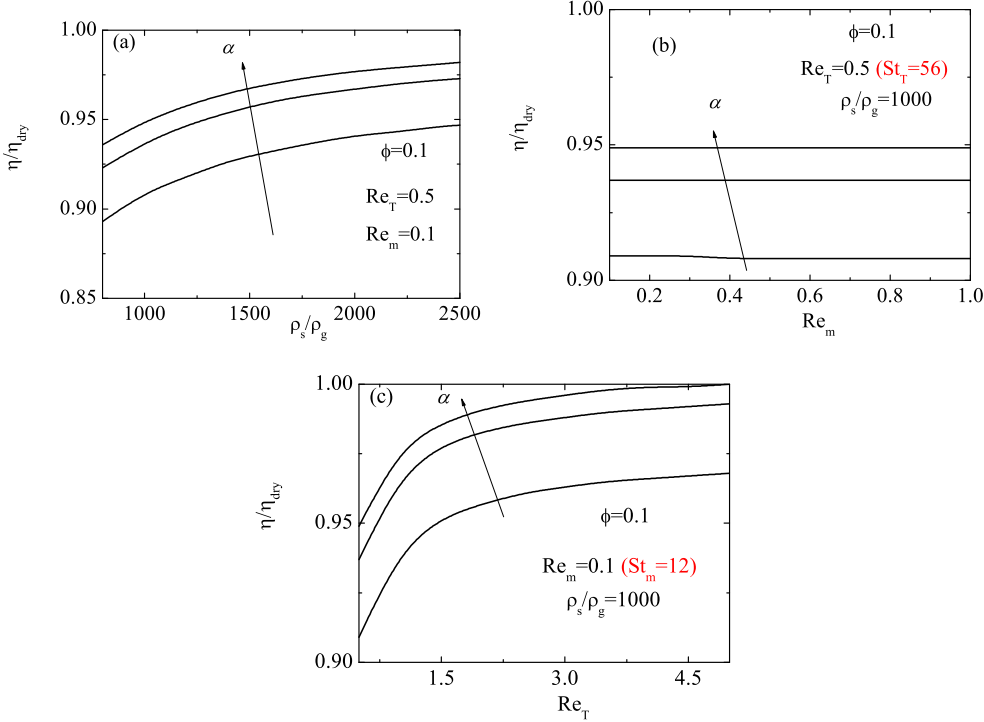 1.00
(a)
α
0.95
η/η_dry
ϕ=0.1
0.90
Re_T=0.5
Re_m=0.1
0.85
1000 1500 2000 2500
ρ_s/ρ_g
1.00
(b)
ϕ=0.1
Re_T=0.5 (St_T=56)
α
ρ_s/ρ_g=1000
η/η_dry
0.95
0.90
0.2 0.4 0.6 0.8 1.0
Re_m
1.00
(c)
α
η/η_dry
0.95
ϕ=0.1
Re_m=0.1 (St_m=12)
ρ_s/ρ_g=1000
0.90
1.5 3.0 4.5
Re_T